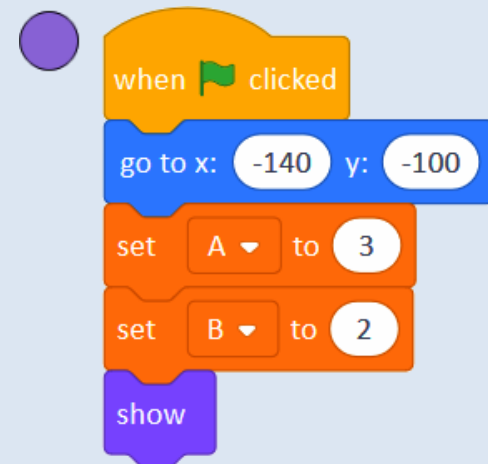 when clicked
go to x: -140 y: -100
set A to 3
set B to 2
show